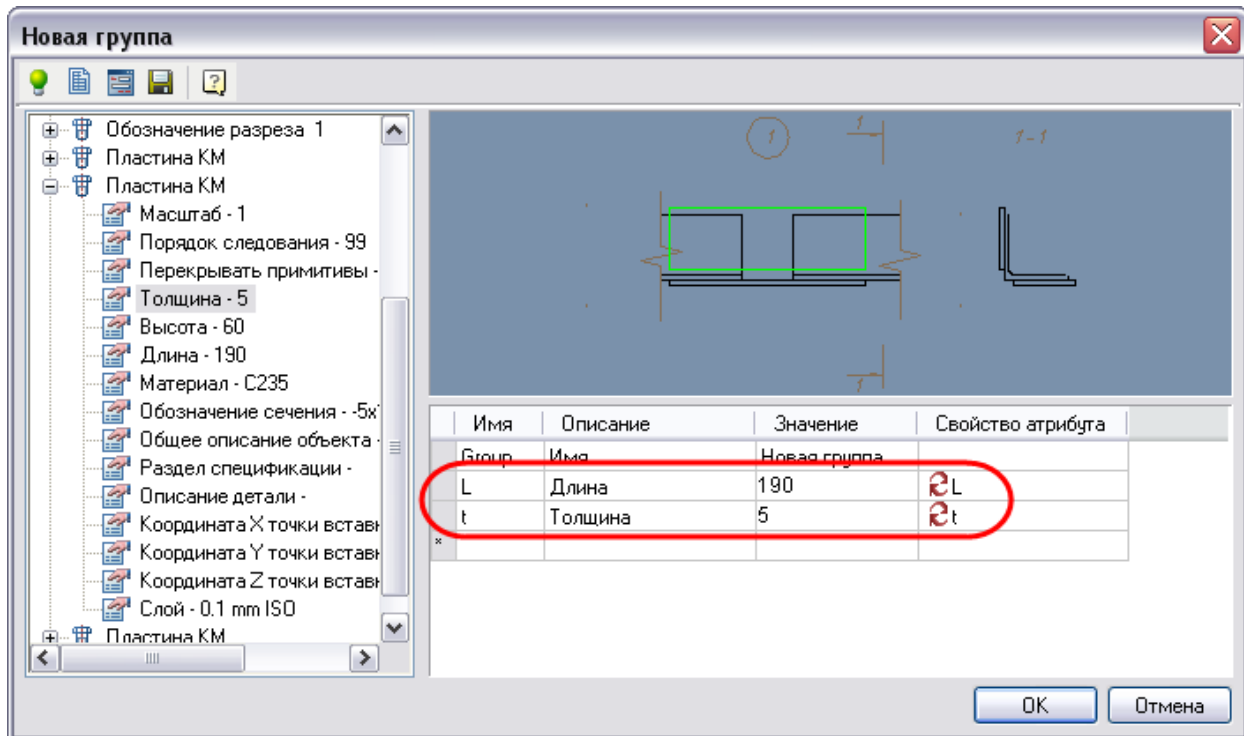 Новая группа
Обозначение разреза 1
Пластина КМ
Пластина КМ
Масштаб - 1
Порядок следования - 99
Перекрывать примитивы -
Толщина - 5
Высота - 60
Длина - 190
Материал - С235
Обозначение сечения - -5x
Общее описание объекта -
Раздел спецификации -
Описание детали -
Координата X точки встав
Координата Y точки встав
Координата Z точки встав
Слой - 0.1 mm ISO
Пластина КМ
1
1
1-1
1
Имя Описание Значение Свойство атрибута
Group Имя Новая группа
L Длина 190 L
t Толщина 5 t
*
OK Отмена